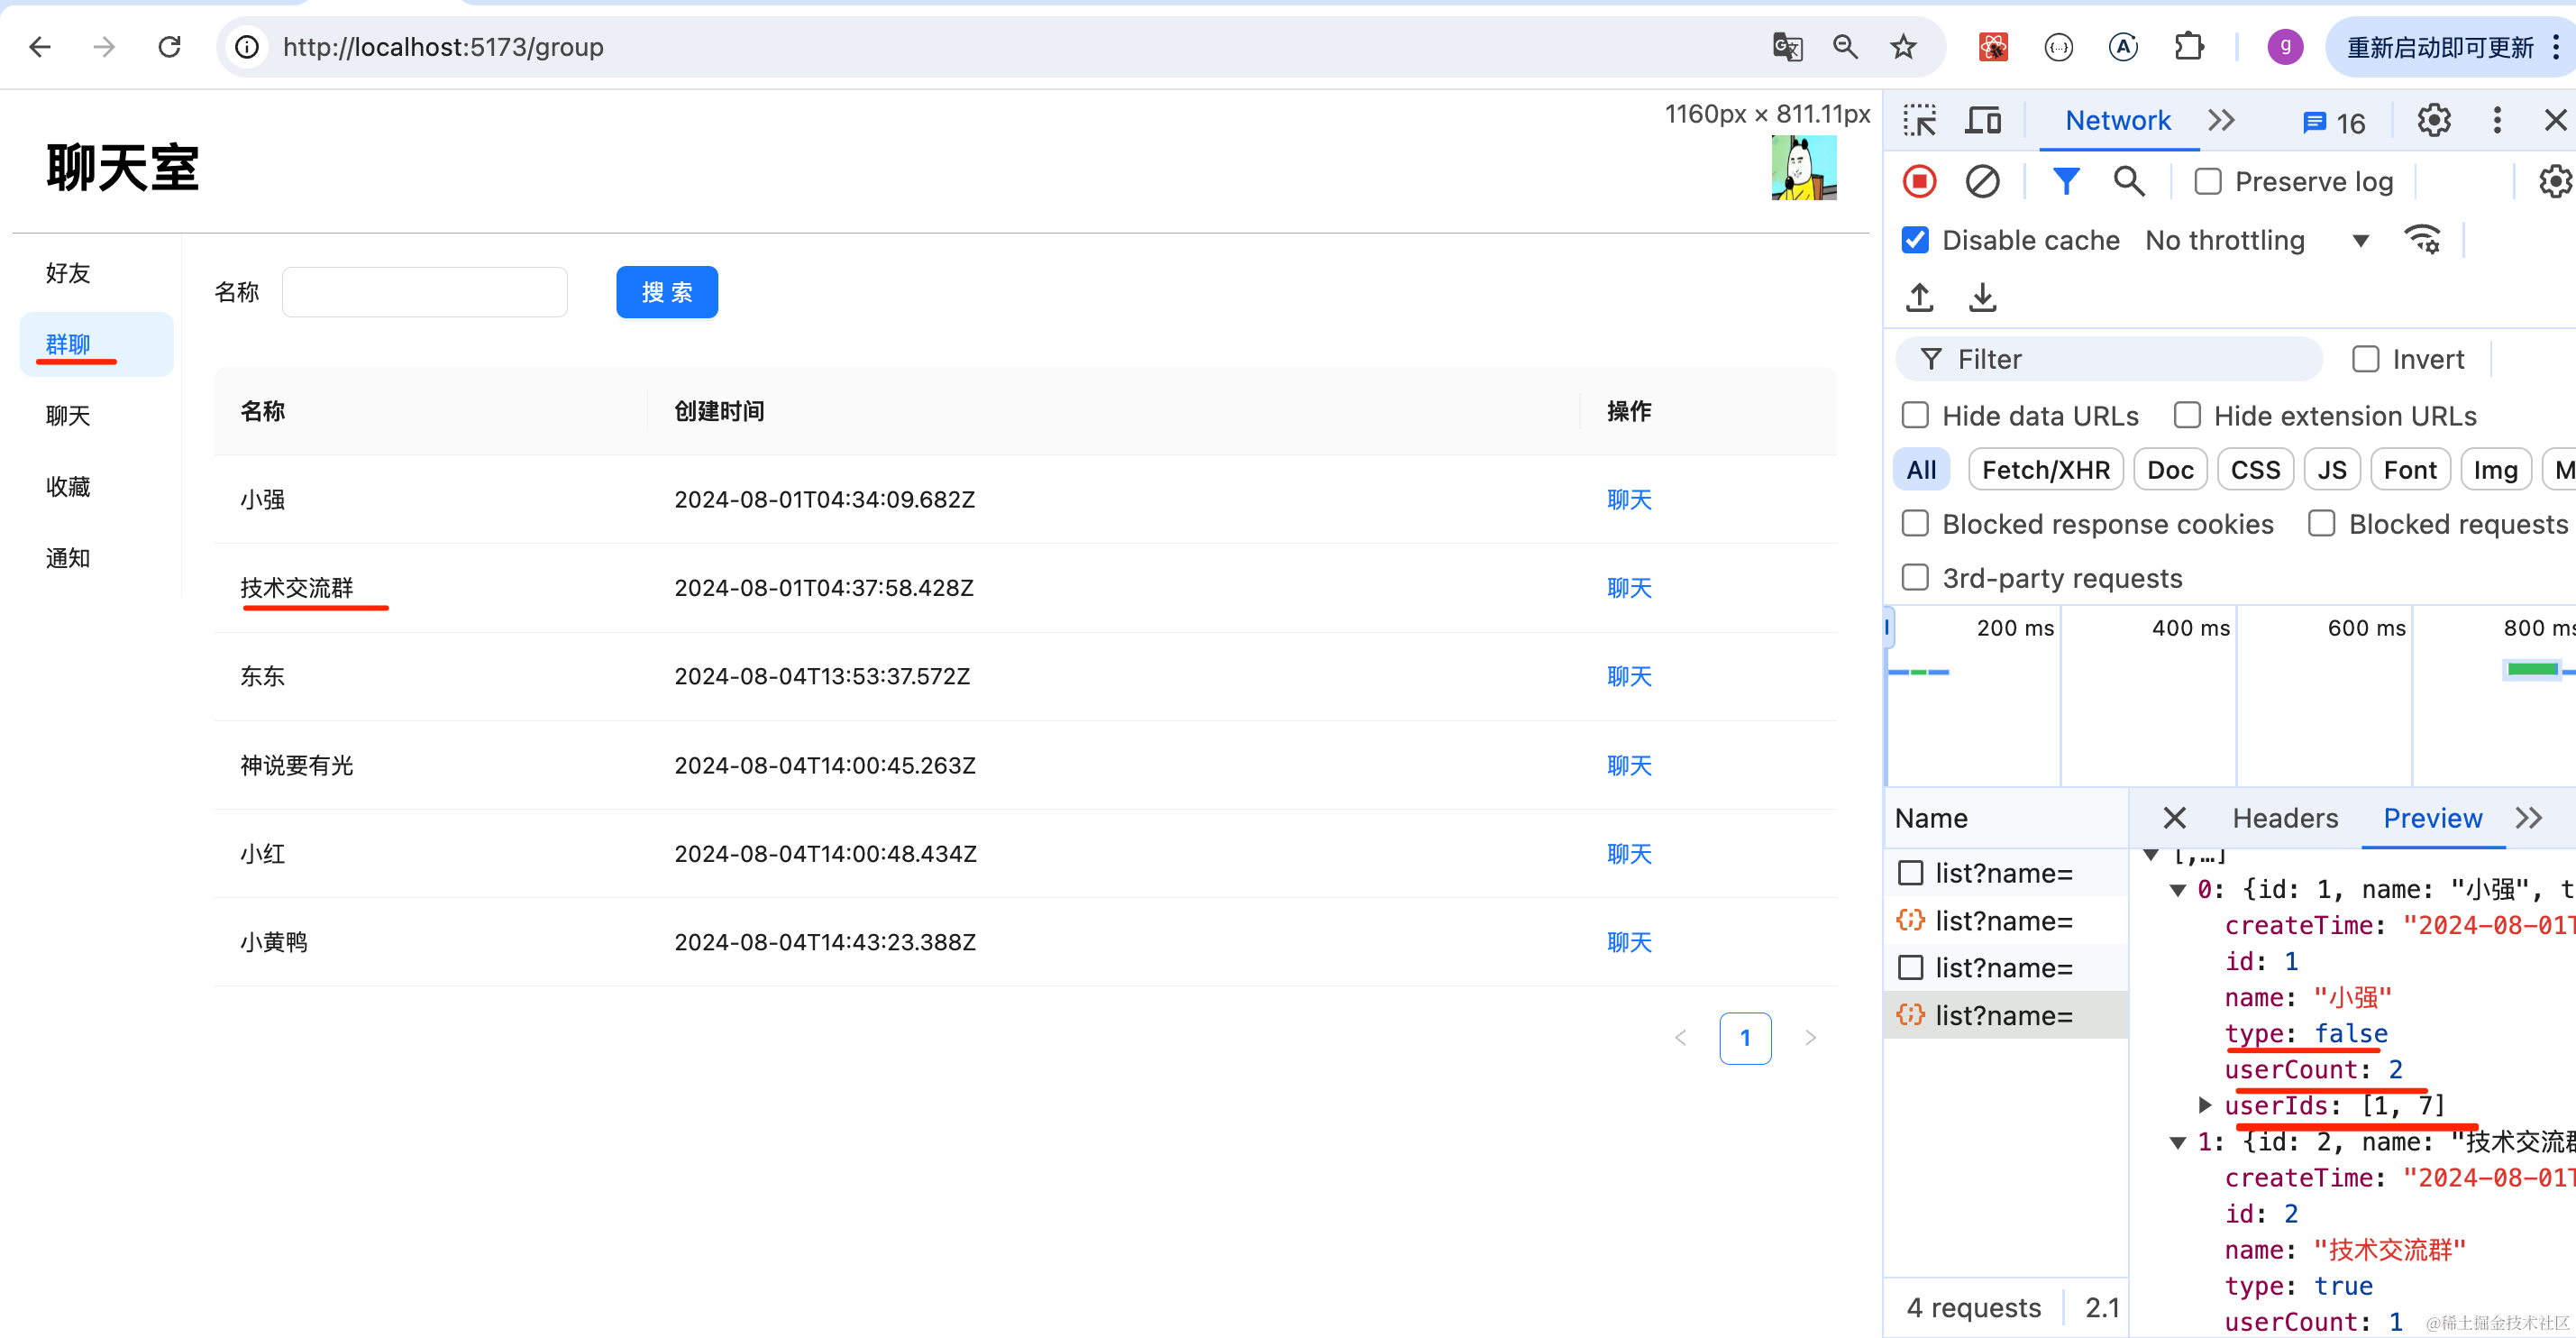 http://localhost:5173/group
g
重新启动即可更新
1160px × 811.11px
聊天室
好友
群聊
聊天
收藏
通知
名称
搜 索
名称 创建时间 操作
小强 2024-08-01T04:34:09.682Z 聊天
技术交流群 2024-08-01T04:37:58.428Z 聊天
东东 2024-08-04T13:53:37.572Z 聊天
神说要有光 2024-08-04T14:00:45.263Z 聊天
小红 2024-08-04T14:00:48.434Z 聊天
小黄鸭 2024-08-04T14:43:23.388Z 聊天
< 1 >
Network >> 16
Preserve log
Disable cache No throttling
Filter Invert
Hide data URLs Hide extension URLs
All Fetch/XHR Doc CSS JS Font Img M
Blocked response cookies Blocked requests
3rd-party requests
200 ms 400 ms 600 ms 800 ms
Name
list?name=
list?name=
list?name=
list?name=
4 requests 2.1
Headers Preview >>
[,…]
0: {id: 1, name: "小强", t
createTime: "2024-08-01T
id: 1
name: "小强"
type: false
userCount: 2
userIds: [1, 7]
1: {id: 2, name: "技术交流群
createTime: "2024-08-01T
id: 2
name: "技术交流群"
type: true
userCount: 1
@稀土掘金技术社区